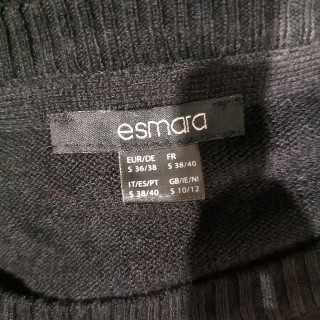 esmara
EUR/DE FR
S 36/38 S 38/40
IT/ES/PT GB/IE/NI
S 38/40 S 10/12